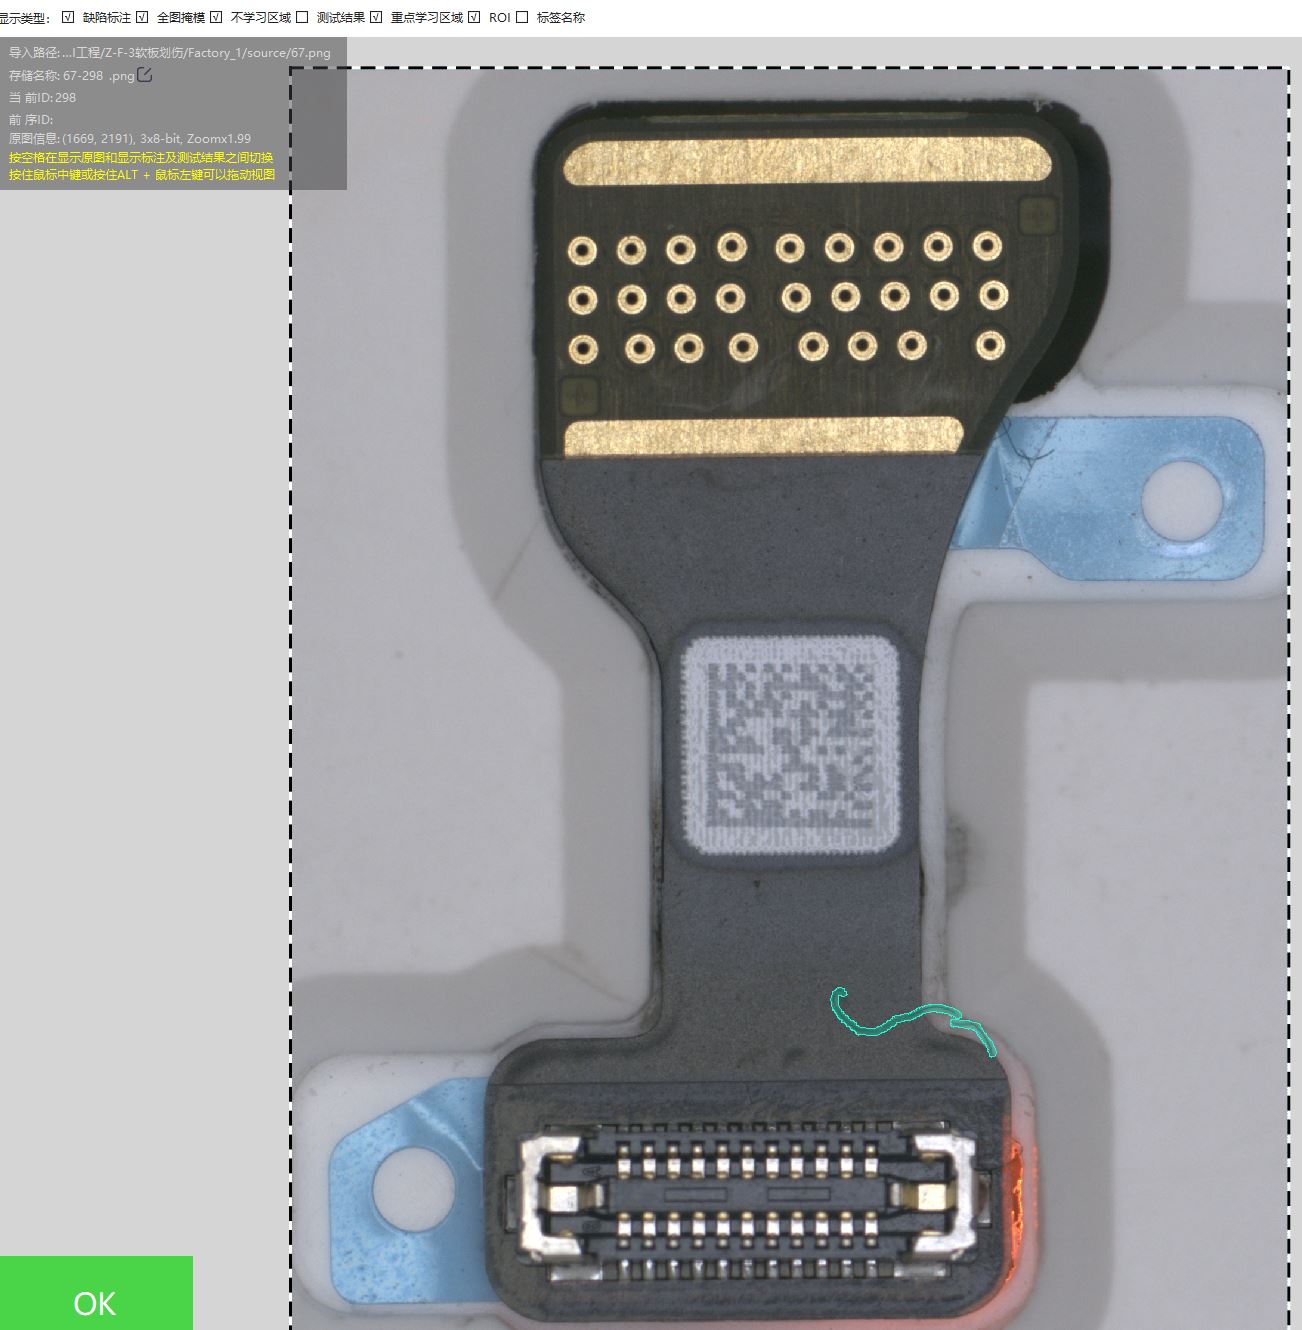 显示类型: ☑ 缺陷标注 ☑ 全图掩模 ☑ 不学习区域 ☐ 测试结果 ☑ 重点学习区域 ☑ ROI ☐ 标签名称
导入路径: ...I工程/Z-F-3软板划伤/Factory_1/source/67.png
存储名称: 67-298 .png
当 前ID: 298
前 序ID:
原图信息: (1669, 2191), 3x8-bit, Zoomx1.99
按空格在显示原图和显示标注及测试结果之间切换
按住鼠标中键或按住ALT + 鼠标左键可以拖动视图
OK